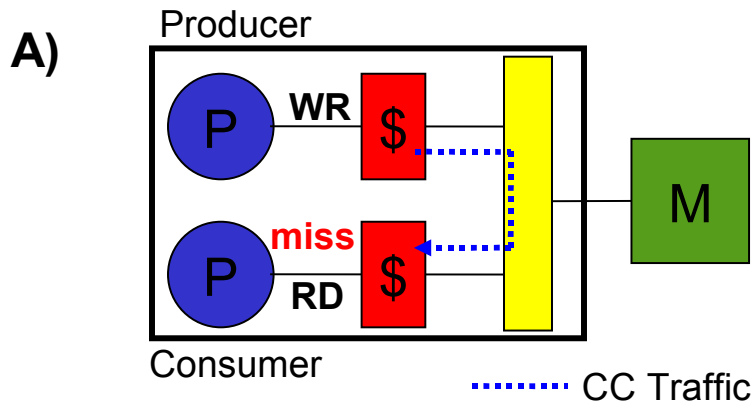 Producer
A)
P WR $
M
miss
P RD $
Consumer
CC Traffic